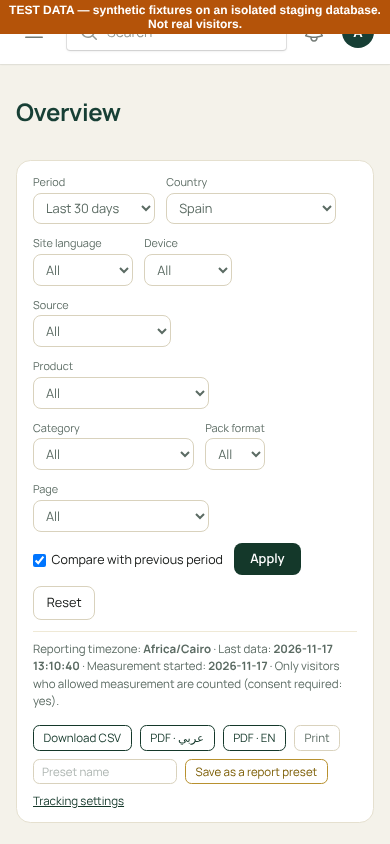 TEST DATA — synthetic fixtures on an isolated staging database.
Not real visitors.
Search
A
Overview
Period
Country
Last 30 days
Spain
Site language
Device
All
All
Source
All
Product
All
Category
Pack format
All
All
Page
All
Compare with previous period
Apply
Reset
Reporting timezone: Africa/Cairo · Last data: 2026-11-17
13:10:40 · Measurement started: 2026-11-17 · Only visitors
who allowed measurement are counted (consent required:
yes).
Download CSV
PDF · عربي
PDF · EN
Print
Preset name
Save as a report preset
Tracking settings